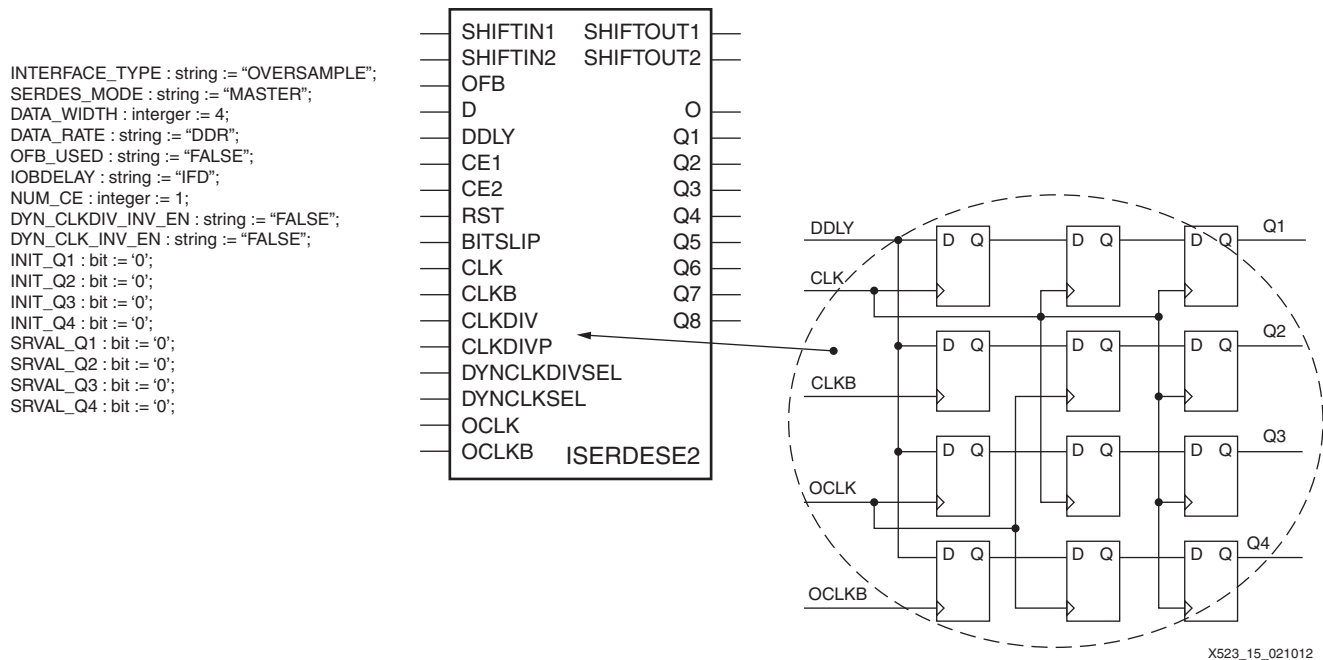 INTERFACE_TYPE : string := “OVERSAMPLE”;
SERDES_MODE : string := “MASTER”;
DATA_WIDTH : interger := 4;
DATA_RATE : string := “DDR”;
OFB_USED : string := “FALSE”;
IOBDELAY : string := “IFD”;
NUM_CE : integer := 1;
DYN_CLKDIV_INV_EN : string := “FALSE”;
DYN_CLK_INV_EN : string := “FALSE”;
INIT_Q1 : bit := ‘0’;
INIT_Q2 : bit := ‘0’;
INIT_Q3 : bit := ‘0’;
INIT_Q4 : bit := ‘0’;
SRVAL_Q1 : bit := ‘0’;
SRVAL_Q2 : bit := ‘0’;
SRVAL_Q3 : bit := ‘0’;
SRVAL_Q4 : bit := ‘0’;
SHIFTIN1 SHIFTOUT1
SHIFTIN2 SHIFTOUT2
OFB
D O
DDLY Q1
CE1 Q2
CE2 Q3
RST Q4
BITSLIP Q5
CLK Q6
CLKB Q7
CLKDIV Q8
CLKDIVP
DYNCLKDIVSEL
DYNCLKSEL
OCLK
OCLKB ISERDESE2
DDLY D Q D Q D Q Q1
CLK
D Q D Q D Q Q2
CLKB
D Q D Q D Q Q3
OCLK
D Q D Q D Q Q4
OCLKB
X523_15_021012